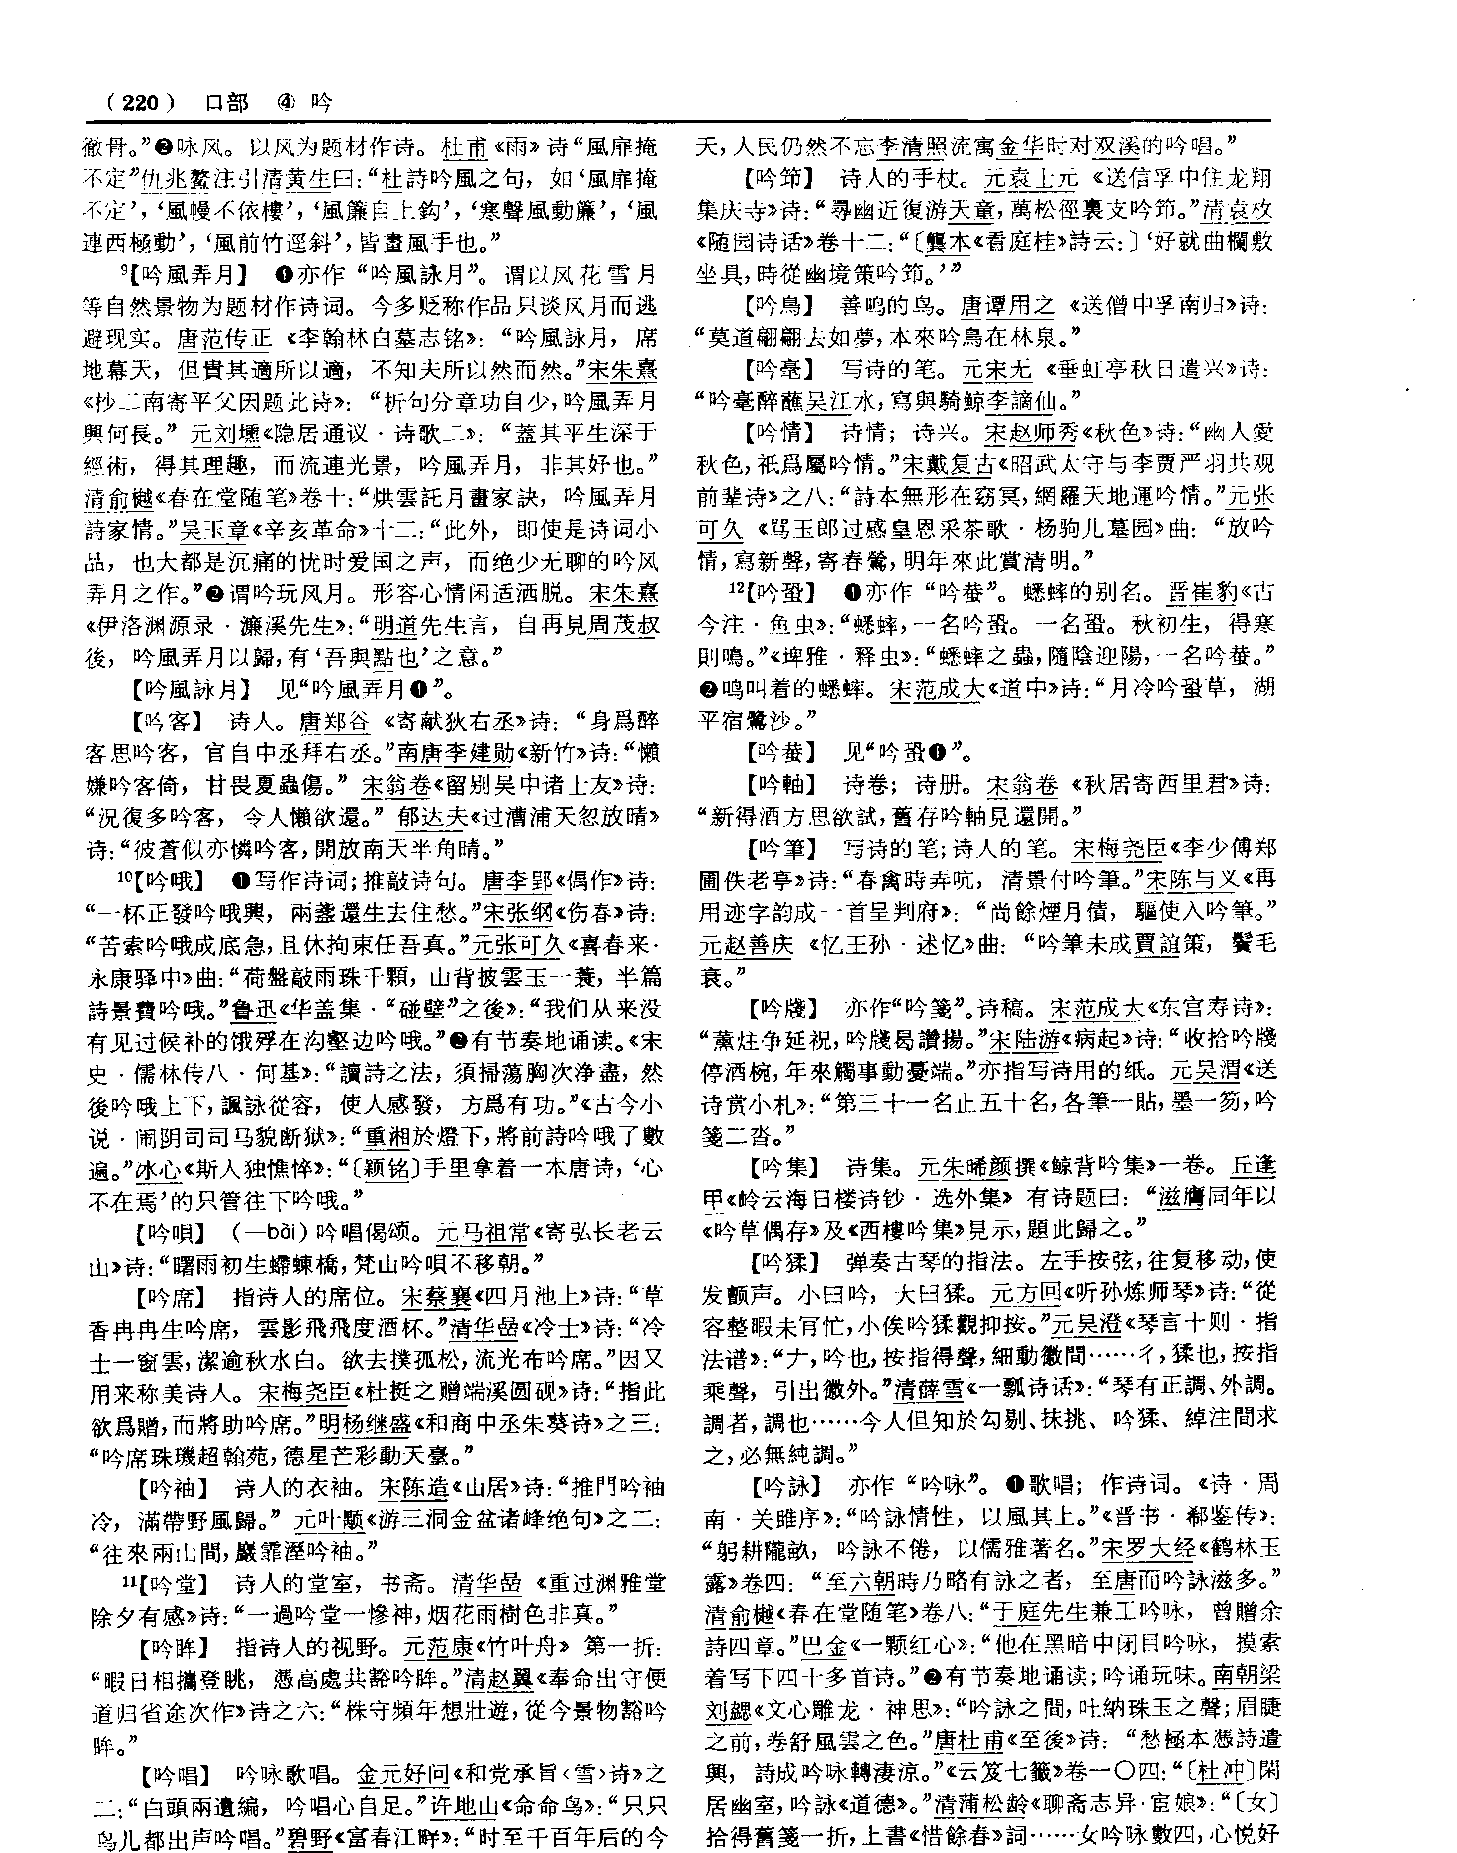 (220) 口部 ④ 吟
徹骨。”❷咏风。以风为题材作诗。杜甫《雨》诗“風扉掩
不定”仇兆鳌注引清黄生曰：“杜詩吟風之句，如‘風扉掩
不定’，‘風幔不依樓’，‘風簾自上鈎’，‘寒聲風動簾’，‘風
連西極動’，‘風前竹逕斜’，皆畫風手也。”
⁹【吟風弄月】 ❶亦作“吟風詠月”。谓以风花雪月
等自然景物为题材作诗词。今多贬称作品只谈风月而逃
避现实。唐范传正《李翰林白墓志铭》：“吟風詠月，席
地幕天，但貴其適所以適，不知夫所以然而然。”宋朱熹
《抄二南寄平父因题此诗》：“析句分章功自少，吟風弄月
興何長。”元刘壎《隐居通议·诗歌二》：“蓋其平生深于
經術，得其理趣，而流連光景，吟風弄月，非其好也。”
清俞樾《春在堂随笔》卷十：“烘雲託月畫家訣，吟風弄月
詩家情。”吴玉章《辛亥革命》十二：“此外，即使是诗词小
品，也大都是沉痛的忧时爱国之声，而绝少无聊的吟风
弄月之作。”❷谓吟玩风月。形容心情闲适洒脱。宋朱熹
《伊洛渊源录·濂溪先生》：“明道先生言，自再見周茂叔
後，吟風弄月以歸，有‘吾與點也’之意。”
【吟風詠月】 见“吟風弄月❶”。
【吟客】 诗人。唐郑谷《寄献狄右丞》诗：“身爲醉
客思吟客，官自中丞拜右丞。”南唐李建勋《新竹》诗：“懒
嫌吟客倚，甘畏夏蟲傷。”宋翁卷《留别吴中诸士友》诗：
“況復多吟客，令人懶欲還。”郁达夫《过漕浦天忽放晴》
诗：“彼蒼似亦憐吟客，開放南天半角晴。”
¹⁰【吟哦】 ❶写作诗词；推敲诗句。唐李郢《偶作》诗：
“一杯正發吟哦興，兩盞還生去住愁。”宋张纲《伤春》诗：
“苦索吟哦成底急，且休拘束任吾真。”元张可久《喜春来·
永康驿中》曲：“荷盤敲雨珠千顆，山背披雲玉一蓑，半篇
詩景費吟哦。”鲁迅《华盖集·“碰壁”之後》：“我们从来没
有见过候补的饿殍在沟壑边吟哦。”❷有节奏地诵读。《宋
史·儒林传八·何基》：“讀詩之法，須掃蕩胸次净盡，然
後吟哦上下，諷詠從容，使人感發，方爲有功。”《古今小
说·闹阴司司马貌断狱》：“重湘於燈下，將前詩吟哦了數
遍。”冰心《斯人独憔悴》：“〔颖铭〕手里拿着一本唐诗，‘心
不在焉’的只管往下吟哦。”
【吟唄】 (—bài) 吟唱偈颂。元马祖常《寄弘长老云
山》诗：“曙雨初生螮蝀橋，梵山吟唄不移朝。”
【吟席】 指诗人的席位。宋蔡襄《四月池上》诗：“草
香冉冉生吟席，雲影飛飛度酒杯。”清华嵒《冷士》诗：“冷
士一窗雲，潔逾秋水白。欲去撲孤松，流光布吟席。”因又
用来称美诗人。宋梅尧臣《杜挺之赠端溪圆砚》诗：“指此
欲爲贈，而將助吟席。”明杨继盛《和商中丞朱葵诗》之三：
“吟席珠璣超翰苑，德星芒彩動天臺。”
【吟袖】 诗人的衣袖。宋陈造《山居》诗：“推門吟袖
冷，滿帶野風歸。”元叶颙《游三洞金盆诸峰绝句》之二：
“往來兩山間，巖霏溼吟袖。”
¹¹【吟堂】 诗人的堂室，书斋。清华嵒《重过渊雅堂
除夕有感》诗：“一過吟堂一慘神，烟花雨樹色非真。”
【吟眸】 指诗人的视野。元范康《竹叶舟》第一折：
“暇日相攜登眺，憑高處共豁吟眸。”清赵翼《奉命出守便
道归省途次作》诗之六：“株守頻年想壯遊，從今景物豁吟
眸。”
【吟唱】 吟咏歌唱。金元好问《和党承旨〈雪〉诗》之
二：“白頭兩遺編，吟唱心自足。”许地山《命命鸟》：“只只
鸟儿都出声吟唱。”碧野《富春江畔》：“时至千百年后的今
天，人民仍然不忘李清照流寓金华时对双溪的吟唱。”
【吟筇】 诗人的手杖。元袁士元《送信孚中住龙翔
集庆寺》诗：“尋幽近復游天童，萬松徑裏支吟筇。”清袁枚
《随园诗话》卷十二：“〔龔本《看庭桂》詩云：〕‘好就曲欄敷
坐具，時從幽境策吟筇。’”
【吟鳥】 善鸣的鸟。唐谭用之《送僧中孚南归》诗：
“莫道翩翩去如夢，本來吟鳥在林泉。”
【吟毫】 写诗的笔。元宋无《垂虹亭秋日遣兴》诗：
“吟毫醉蘸吴江水，寫與騎鯨李謫仙。”
【吟情】 诗情；诗兴。宋赵师秀《秋色》诗：“幽人愛
秋色，祇爲屬吟情。”宋戴复古《昭武太守与李贾严羽共观
前辈诗》之八：“詩本無形在窈冥，網羅天地運吟情。”元张
可久《骂玉郎过感皇恩采茶歌·杨驹儿墓园》曲：“放吟
情，寫新聲，寄春鶯，明年來此賞清明。”
¹²【吟蛩】 ❶亦作“吟蛬”。蟋蟀的别名。晋崔豹《古
今注·鱼虫》：“蟋蟀，一名吟蛩。一名蛩。秋初生，得寒
則鳴。”《埤雅·释虫》：“蟋蟀之蟲，隨陰迎陽，一名吟蛬。”
❷鸣叫着的蟋蟀。宋范成大《道中》诗：“月冷吟蛩草，湖
平宿鷺沙。”
【吟蛬】 见“吟蛩❶”。
【吟軸】 诗卷；诗册。宋翁卷《秋居寄西里君》诗：
“新得酒方思欲試，舊存吟軸見還開。”
【吟筆】 写诗的笔；诗人的笔。宋梅尧臣《李少傅郑
圃佚老亭》诗：“春禽時弄吭，清景付吟筆。”宋陈与义《再
用迹字韵成一首呈判府》：“尚餘煙月債，驅使入吟筆。”
元赵善庆《忆王孙·述忆》曲：“吟筆未成賈誼策，鬢毛
衰。”
【吟牋】 亦作“吟箋”。诗稿。宋范成大《东宫寿诗》：
“薰炷争延祝，吟牋曷讚揚。”宋陆游《病起》诗：“收拾吟牋
停酒椀，年來觸事動憂端。”亦指写诗用的纸。元吴渭《送
诗赏小札》：“第三十一名止五十名，各筆一貼，墨一笏，吟
箋二沓。”
【吟集】 诗集。元朱晞颜撰《鲸背吟集》一卷。丘逢
甲《岭云海日楼诗钞·选外集》有诗题曰：“滋膺同年以
《吟草偶存》及《西樓吟集》見示，題此歸之。”
【吟猱】 弹奏古琴的指法。左手按弦，往复移动，使
发颤声。小曰吟，大曰猱。元方回《听孙炼师琴》诗：“從
容整暇未肎忙，小俟吟猱觀抑按。”元吴澄《琴言十则·指
法谱》：“𠂇，吟也，按指得聲，細動徽間……彳，猱也，按指
乘聲，引出徽外。”清薛雪《一瓢诗话》：“琴有正調、外調。
調者，調也……今人但知於勾剔、抹挑、吟猱、綽注間求
之，必無純調。”
【吟詠】 亦作“吟咏”。❶歌唱；作诗词。《诗·周
南·关雎序》：“吟詠情性，以風其上。”《晋书·郗鉴传》：
“躬耕隴畝，吟詠不倦，以儒雅著名。”宋罗大经《鹤林玉
露》卷四：“至六朝時乃略有詠之者，至唐而吟詠滋多。”
清俞樾《春在堂随笔》卷八：“于庭先生兼工吟咏，曾贈余
詩四章。”巴金《一颗红心》：“他在黑暗中闭目吟咏，摸索
着写下四十多首诗。”❷有节奏地诵读；吟诵玩味。南朝梁
刘勰《文心雕龙·神思》：“吟詠之間，吐納珠玉之聲；眉睫
之前，卷舒風雲之色。”唐杜甫《至後》诗：“愁極本憑詩遣
興，詩成吟咏轉淒涼。”《云笈七籤》卷一〇四：“〔杜冲〕閑
居幽室，吟詠《道德》。”清蒲松龄《聊斋志异·宦娘》：“〔女〕
拾得舊箋一折，上書《惜餘春》詞……女吟咏數四，心悦好